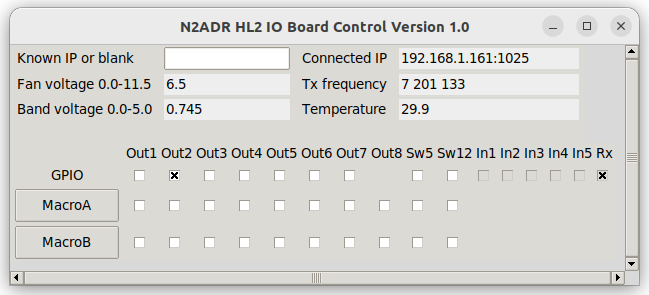 N2ADR HL2 IO Board Control Version 1.0
Known IP or blank Connected IP 192.168.1.161:1025
Fan voltage 0.0-11.5 6.5 Tx frequency 7 201 133
Band voltage 0.0-5.0 0.745 Temperature 29.9
Out1 Out2 Out3 Out4 Out5 Out6 Out7 Out8 Sw5 Sw12 In1 In2 In3 In4 In5 Rx
GPIO
MacroA
MacroB